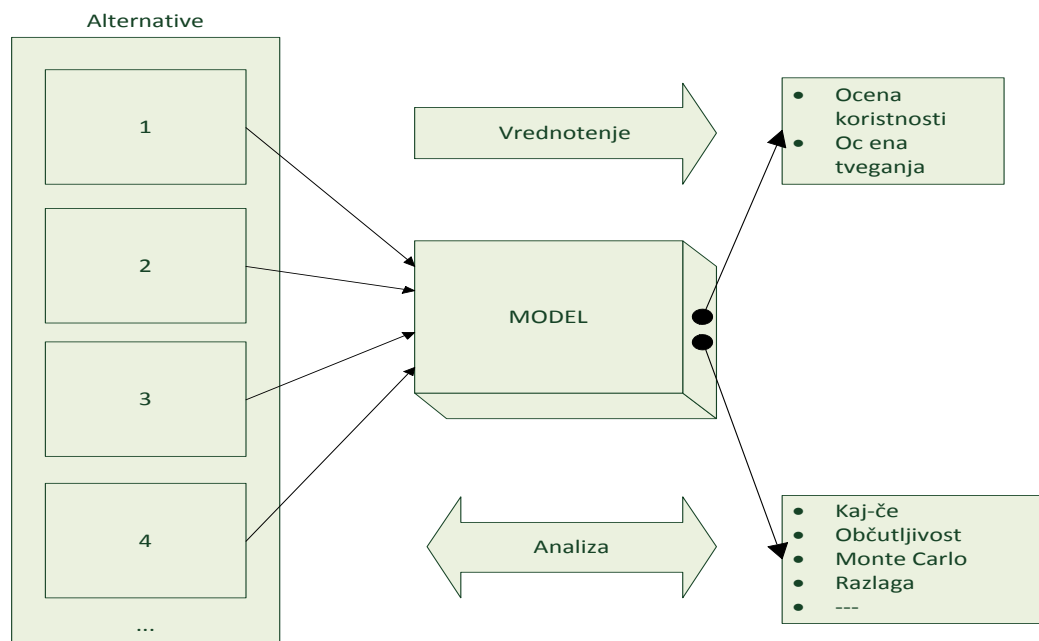 Alternative
1
2
3
4
...
Vrednotenje
MODEL
Analiza
• Ocena
koristnosti
• Oc ena
tveganja
• Kaj-če
• Občutljivost
• Monte Carlo
• Razlaga
• ---